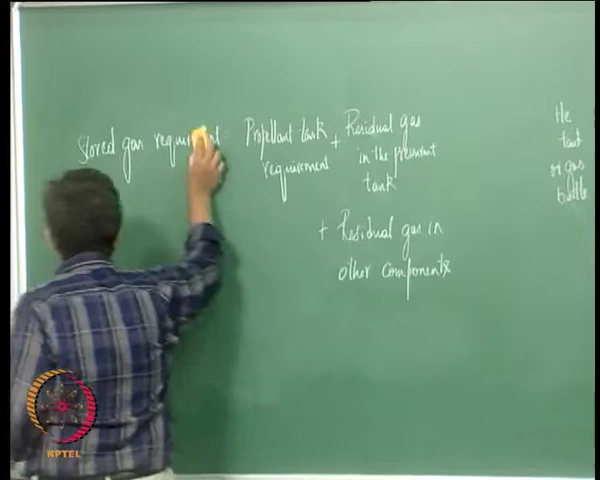 Stored gas requirement = Propellant tank + Residual gas
requirement in the pressurant
tank
+ Residual gas in
other components
He
tank
or gas
bottle
NPTEL